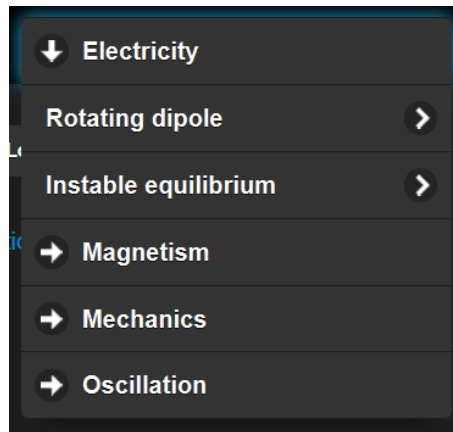 Electricity
Rotating dipole
Instable equilibrium
Magnetism
Mechanics
Oscillation